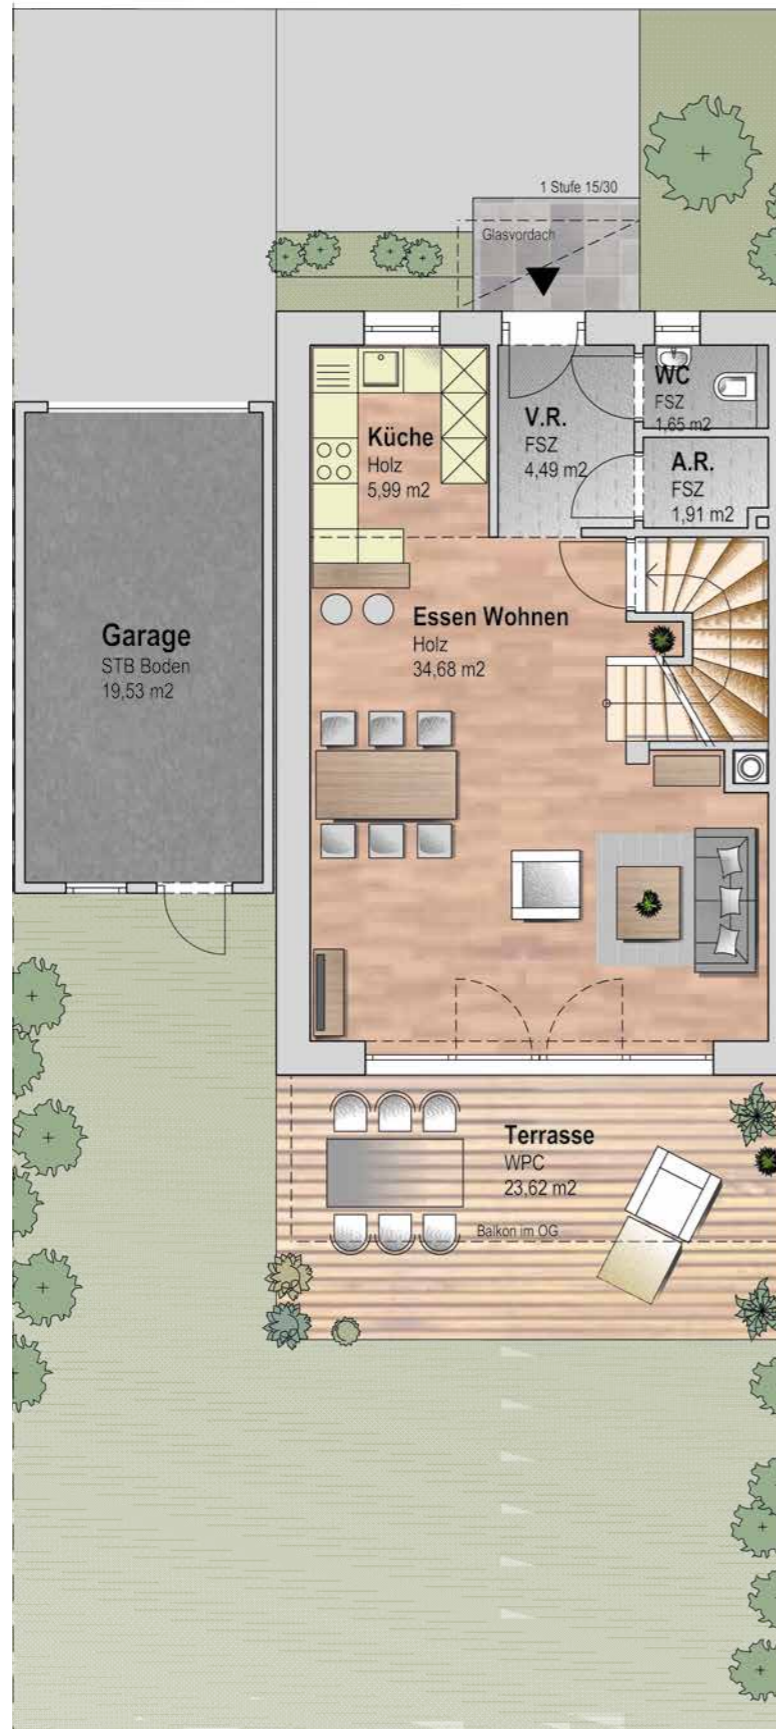 1 Stufe 15/30
Glasvordach
WC
FSZ
1,65 m2
V.R.
FSZ
4,49 m2
Küche
Holz
5,99 m2
A.R.
FSZ
1,91 m2
Essen Wohnen
Holz
34,68 m2
Garage
STB Boden
19,53 m2
Terrasse
WPC
23,62 m2
Balkon im OG